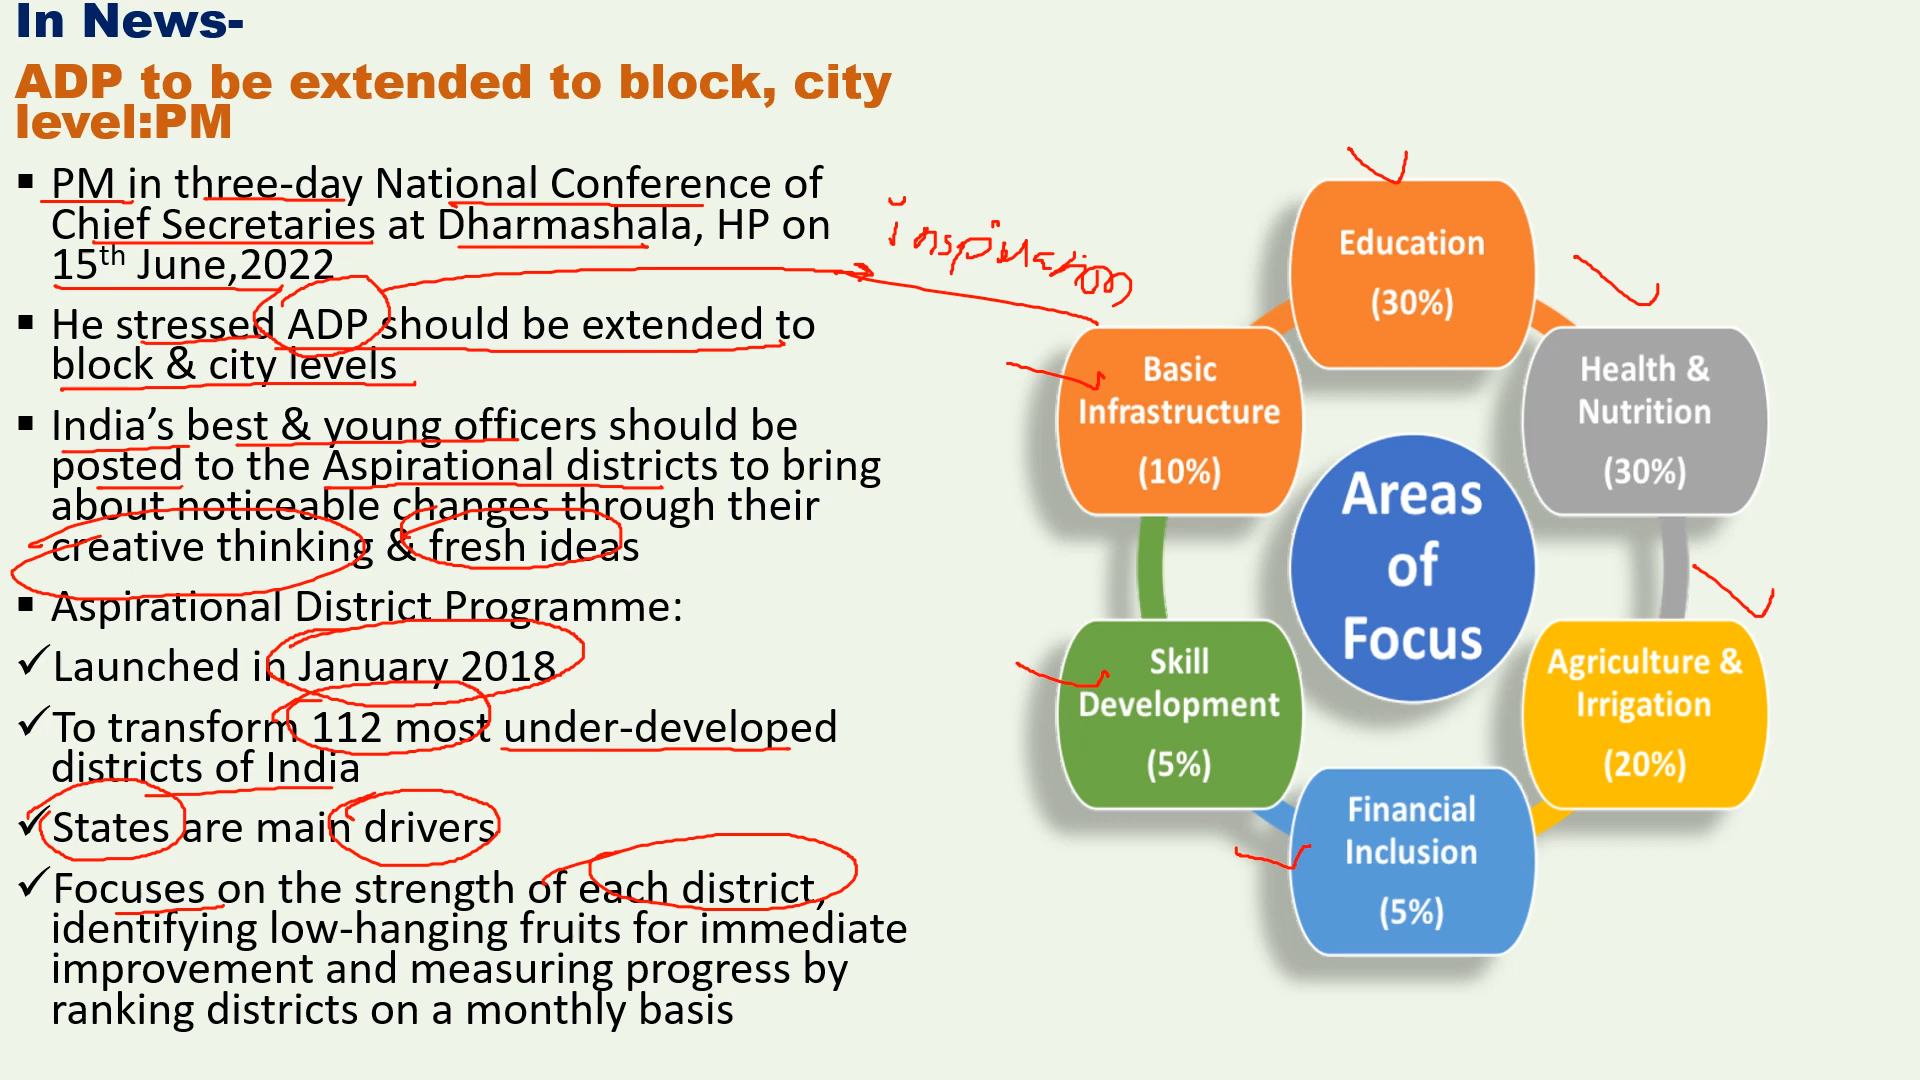 In News-
ADP to be extended to block, city
level:PM
▪ PM in three-day National Conference of
Chief Secretaries at Dharmashala, HP on
15th June,2022
▪ He stressed ADP should be extended to
block & city levels
▪ India’s best & young officers should be
posted to the Aspirational districts to bring
about noticeable changes through their
creative thinking & fresh ideas
▪ Aspirational District Programme:
✓Launched in January 2018
✓To transform 112 most under-developed
districts of India
✓States are main drivers
✓Focuses on the strength of each district,
identifying low-hanging fruits for immediate
improvement and measuring progress by
ranking districts on a monthly basis
Education
(30%)
Health &
Nutrition
(30%)
Agriculture &
Irrigation
(20%)
Financial
Inclusion
(5%)
Skill
Development
(5%)
Basic
Infrastructure
(10%)
Areas
of
Focus